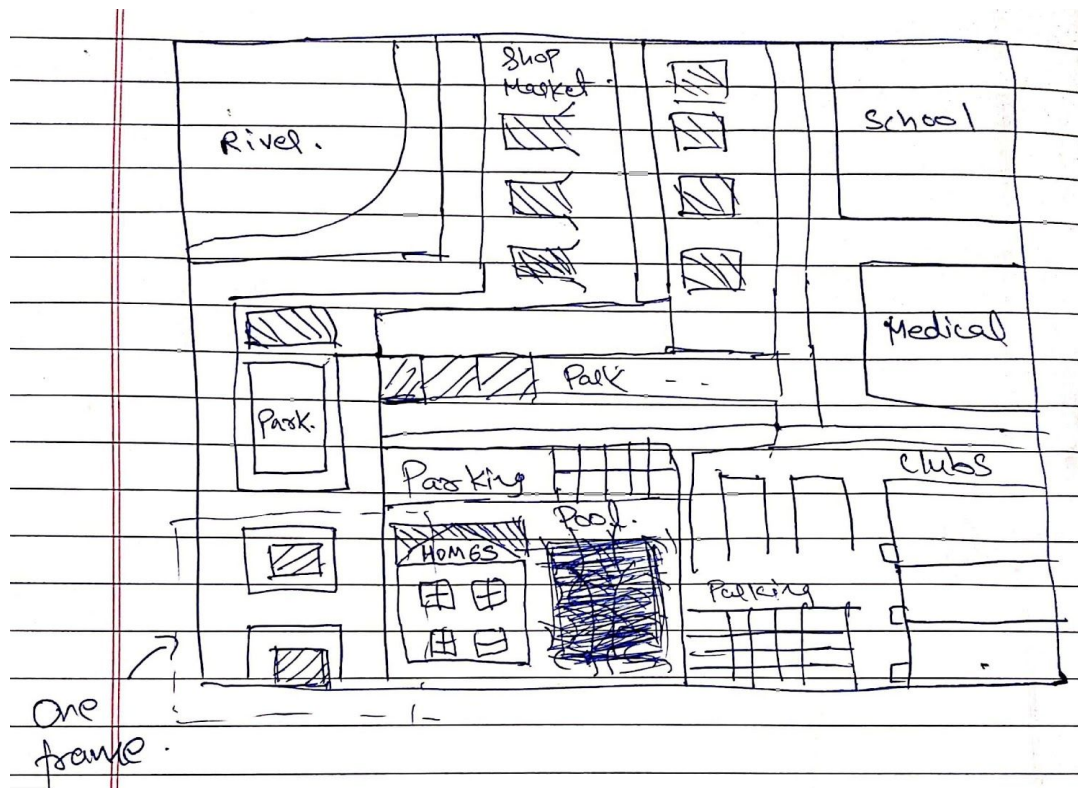 Shop
Market.
River.
School
Medical
Park - -
Park.
Parking
Clubs
Pool.
HOMES
Parking
One
frame.